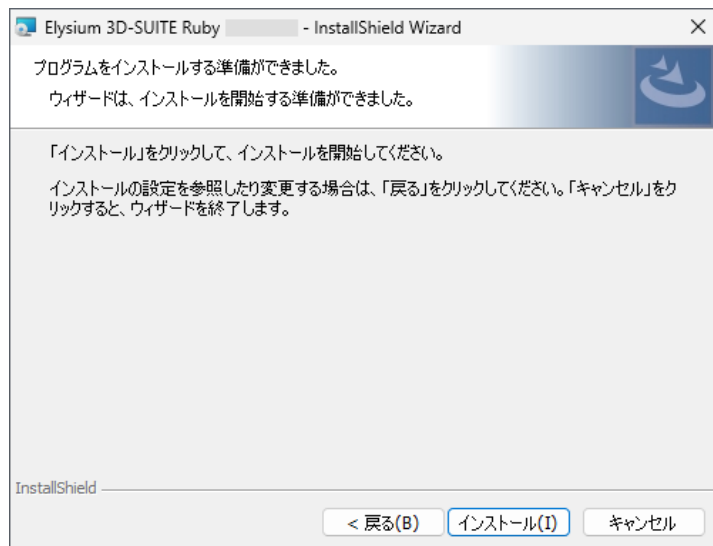 Elysium 3D-SUITE Ruby - InstallShield Wizard
プログラムをインストールする準備ができました。
ウィザードは、インストールを開始する準備ができました。
「インストール」をクリックして、インストールを開始してください。
インストールの設定を参照したり変更する場合は、「戻る」をクリックしてください。「キャンセル」をク
リックすると、ウィザードを終了します。
InstallShield
< 戻る(B)
インストール(I)
キャンセル